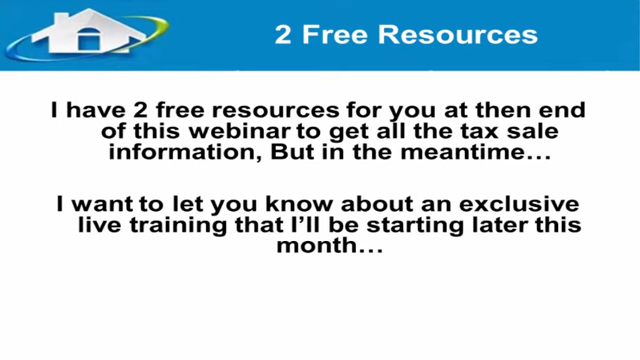 2 Free Resources
I have 2 free resources for you at then end
of this webinar to get all the tax sale
information, But in the meantime...
I want to let you know about an exclusive
live training that I'll be starting later this
month...